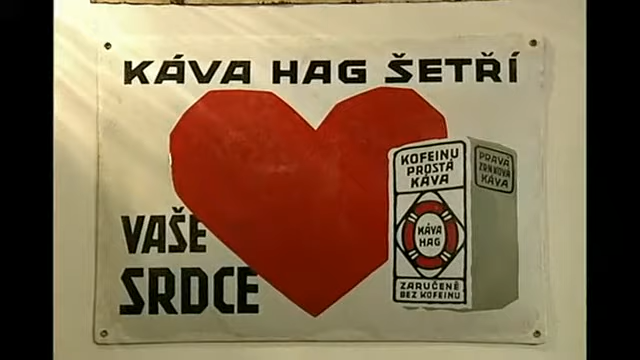 KÁVA HAG ŠETŘÍ
VAŠE
SRDCE
KOFEINU
PROSTÁ
KÁVA
KÁVA
HAG
ZARUČENĚ
BEZ KOFEINU
PRAVÁ
ZRNKOVÁ
KÁVA